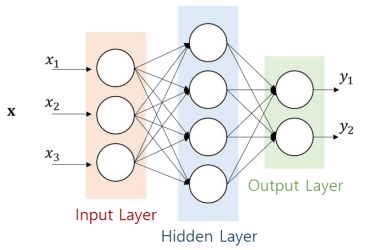 x₁
x₂
x
x₃
y₁
y₂
Input Layer
Hidden Layer
Output Layer